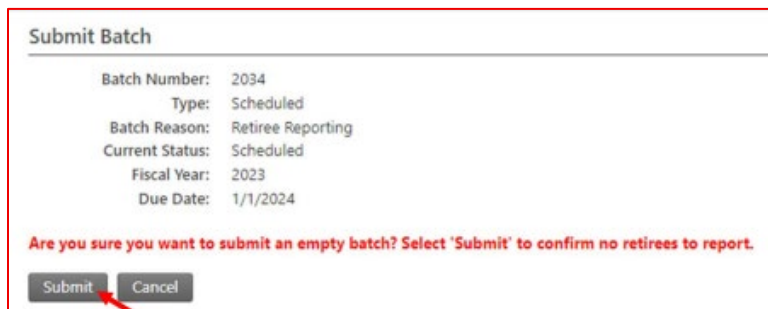 Submit Batch
Batch Number: 2034
Type: Scheduled
Batch Reason: Retiree Reporting
Current Status: Scheduled
Fiscal Year: 2023
Due Date: 1/1/2024
Are you sure you want to submit an empty batch? Select 'Submit' to confirm no retirees to report.
Submit Cancel